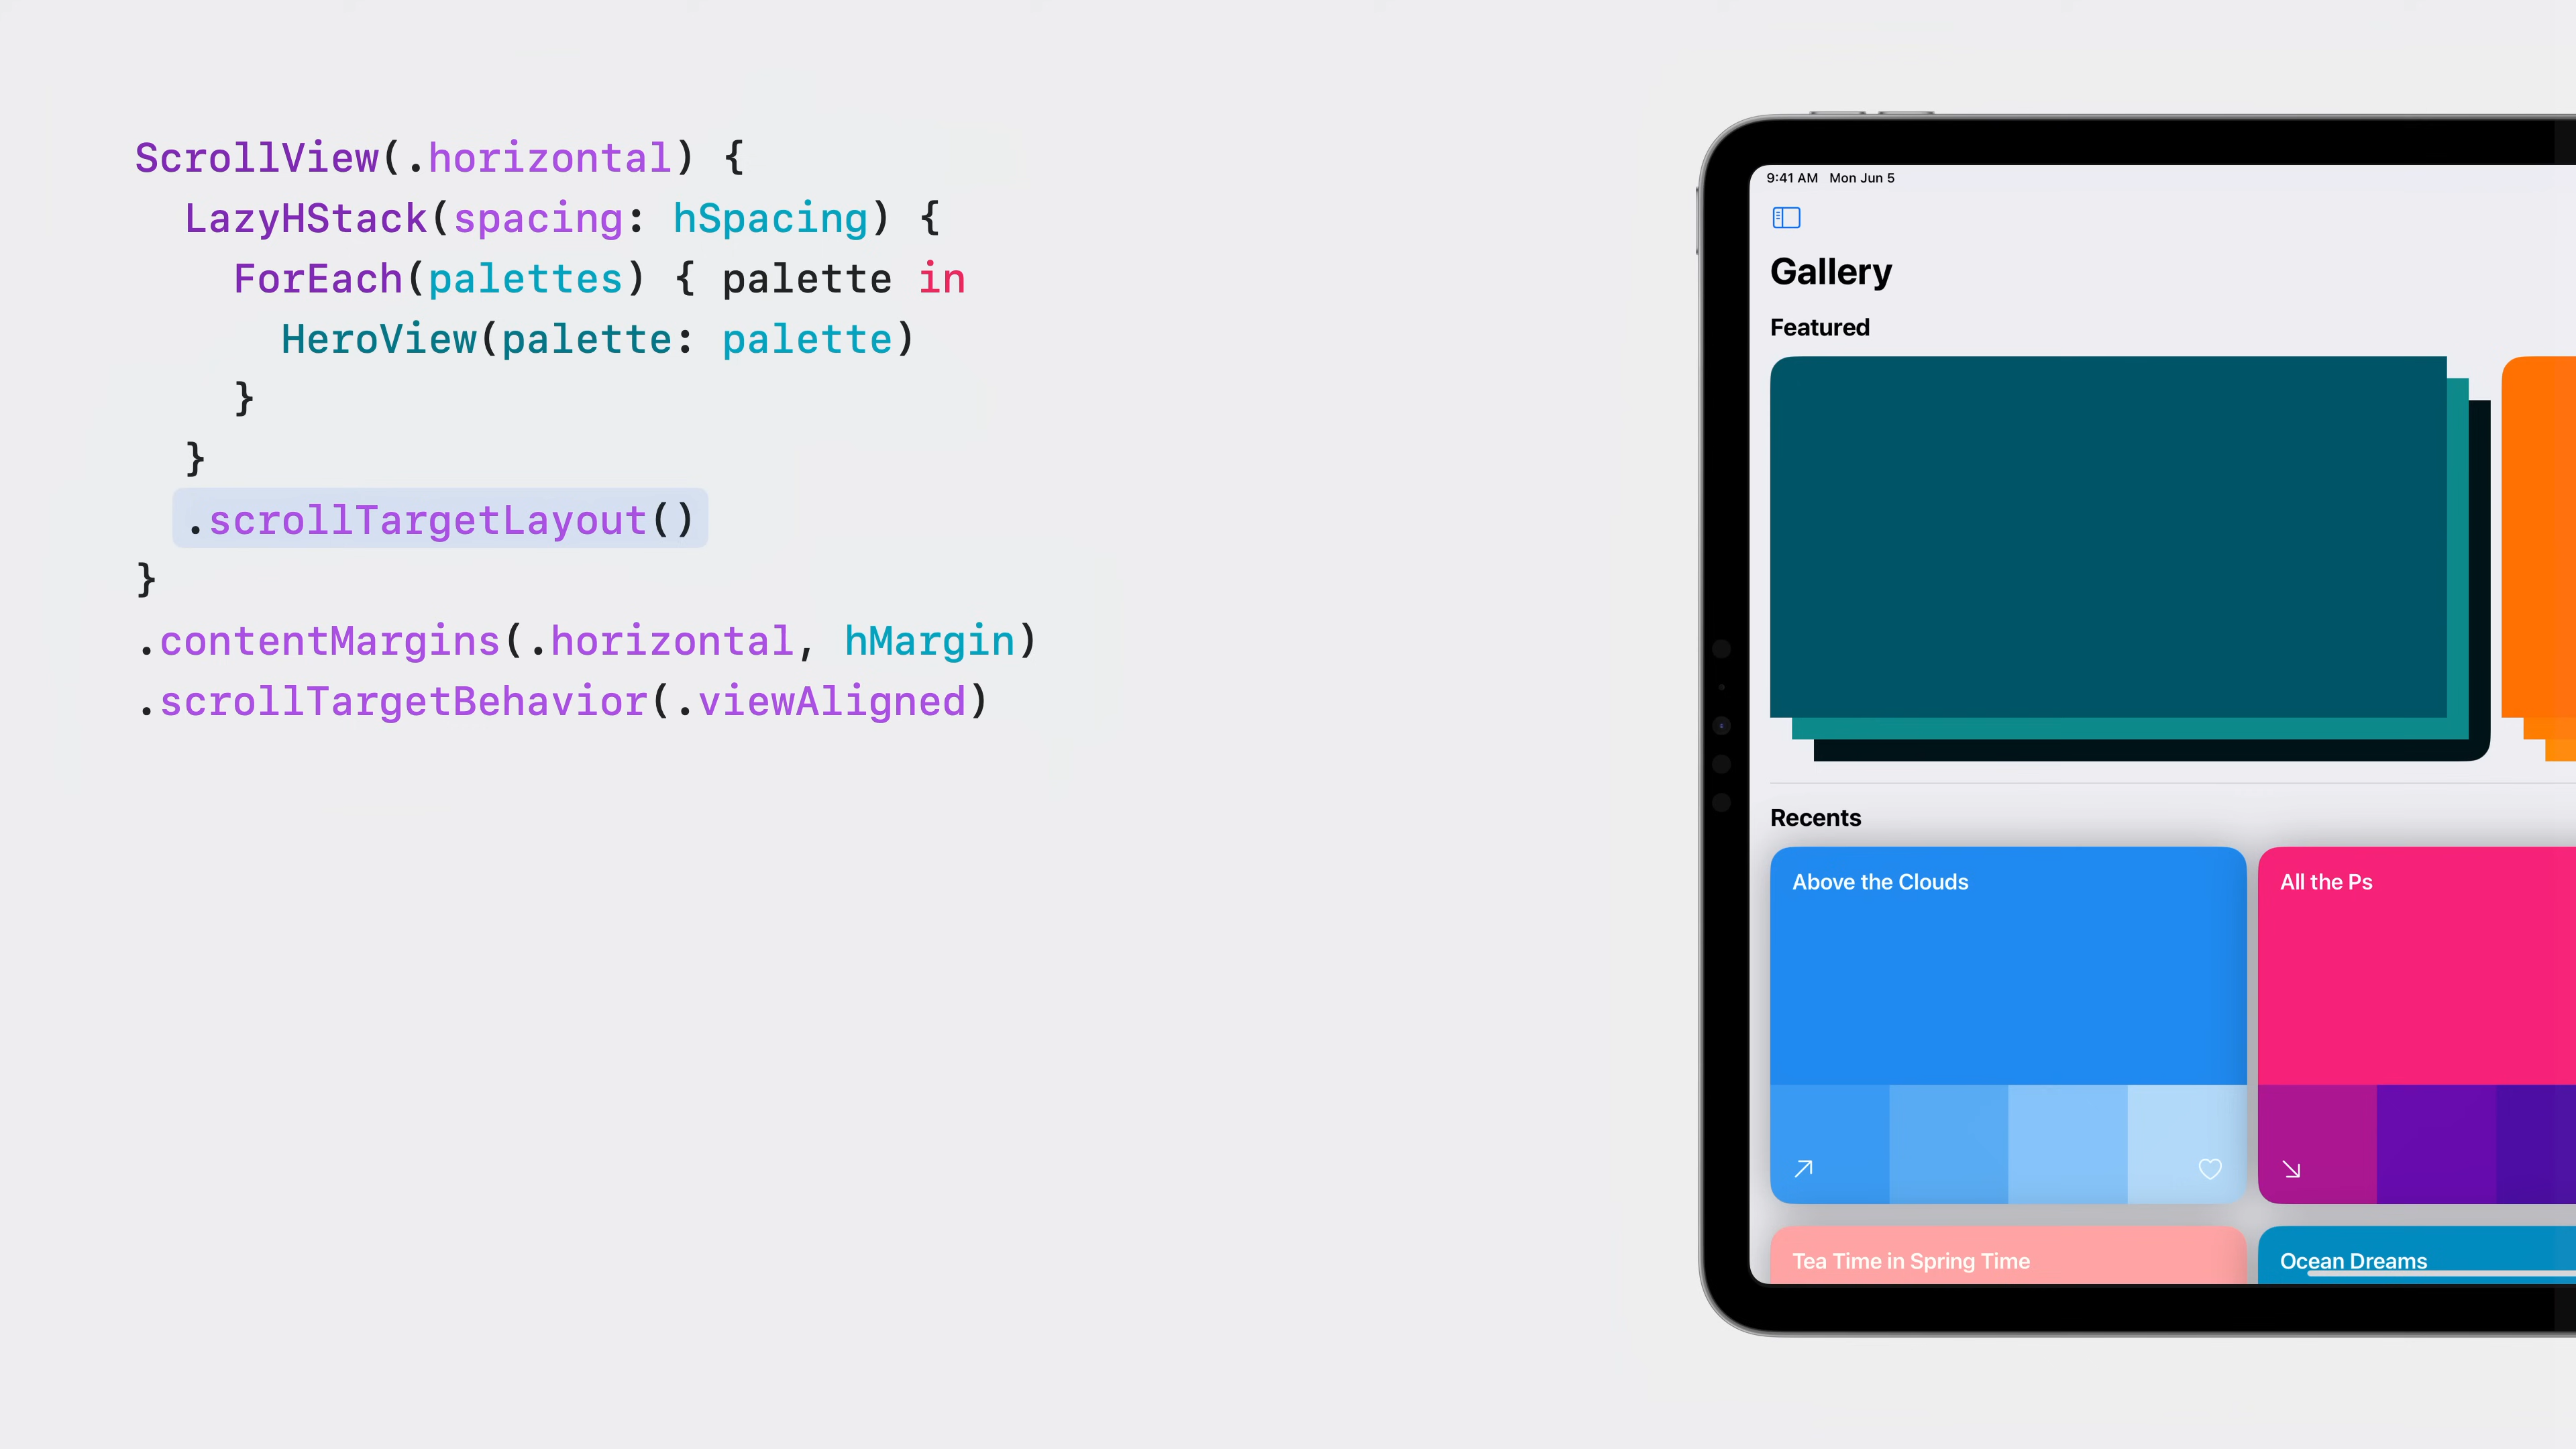 ScrollView(.horizontal) {
  LazyHStack(spacing: hSpacing) {
    ForEach(palettes) { palette in
      HeroView(palette: palette)
    }
  }
  .scrollTargetLayout()
}
.contentMargins(.horizontal, hMargin)
.scrollTargetBehavior(.viewAligned)
9:41 AM Mon Jun 5
Gallery
Featured
Recents
Above the Clouds
All the Ps
Tea Time in Spring Time
Ocean Dreams